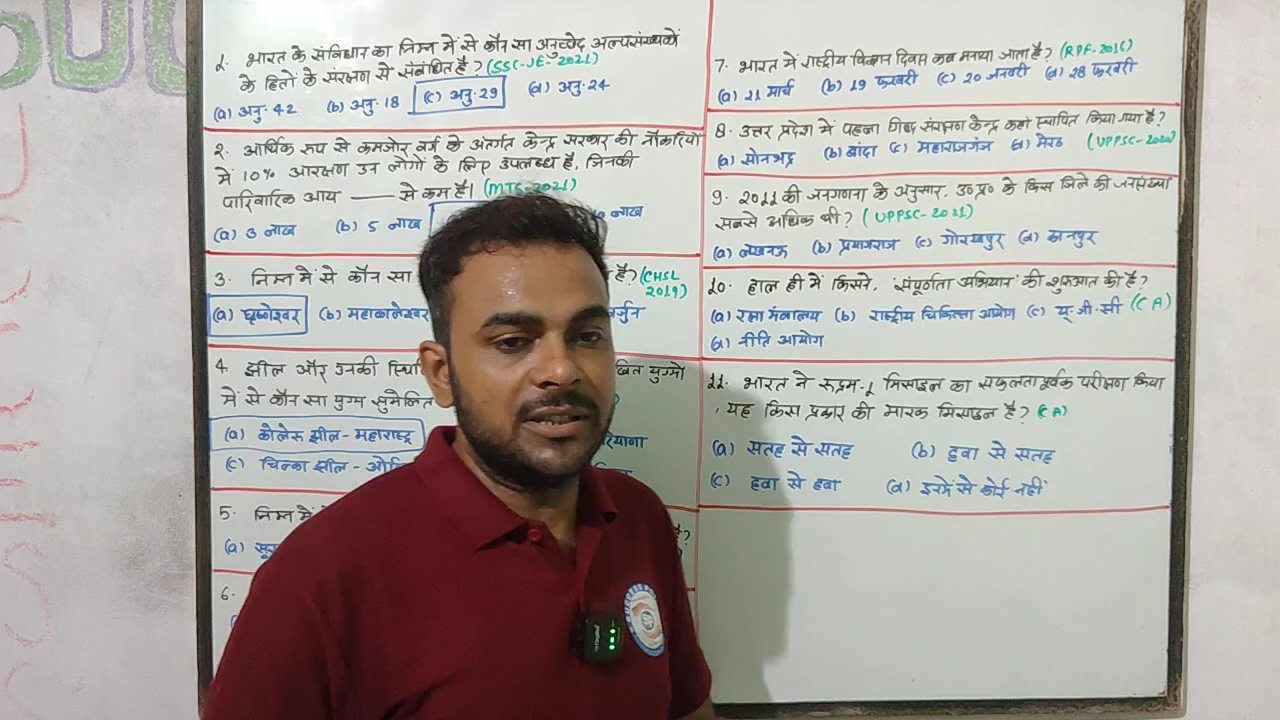 1. भारत के संविधान का निम्न में से कौन सा अनुच्छेद अल्पसंख्यकों
के हितों के संरक्षण से संबंधित है? (SSC-JE-2021)
(a) अनु. 42 (b) अनु. 18 (c) अनु. 29 (d) अनु. 24
2. आर्थिक रूप से कमजोर वर्ग के अंतर्गत केन्द्र सरकार की नौकरियों
में 10% आरक्षण उन लोगों के लिए उपलब्ध है, जिनकी
पारिवारिक आय —— से कम है। (MTS-2021)
(a) 3 लाख (b) 5 लाख लाख
3. निम्न में से कौन सा है? (CHSL
2019)
(a) घृष्णेश्वर (b) महाकालेश्वर
4. झील और उनकी युग्मो
में से कौन सा युग्म सुमेलित
(a) कोलेरू झील - महाराष्ट्र
(c) चिल्का झील -
5. निम्न में
(a)
6.
7. भारत में राष्ट्रीय विज्ञान दिवस कब मनाया जाता है? (RPF-2016)
(a) 21 मार्च (b) 19 फरवरी (c) 20 जनवरी (d) 28 फरवरी
8. उत्तर प्रदेश में पहला गिद्ध संरक्षण केन्द्र कहां स्थापित किया गया है?
(a) सोनभद्र (b) बांदा (c) महाराजगंज (d) मेरठ (UPPSC-2020)
9. 2011 की जनगणना के अनुसार, उ०प्र० के किस जिले की जनसंख्या
सबसे अधिक थी? (UPPSC-2021)
(a) लखनऊ (b) प्रयागराज (c) गोरखपुर (d) कानपुर
10. हाल ही में किसने, 'संपूर्णता अभियान' की शुरूआत की है?
(a) रक्षा मंत्रालय (b) राष्ट्रीय चिकित्सा आयोग (c) यू.जी.सी (CA)
(d) नीति आयोग
11. भारत ने रूद्रम-1 मिसाइल का सफलतापूर्वक परीक्षण किया
, यह किस प्रकार की मारक मिसाइल है? (CA)
(a) सतह से सतह (b) हवा से सतह
(c) हवा से हवा (d) इनमे से कोई नहीं